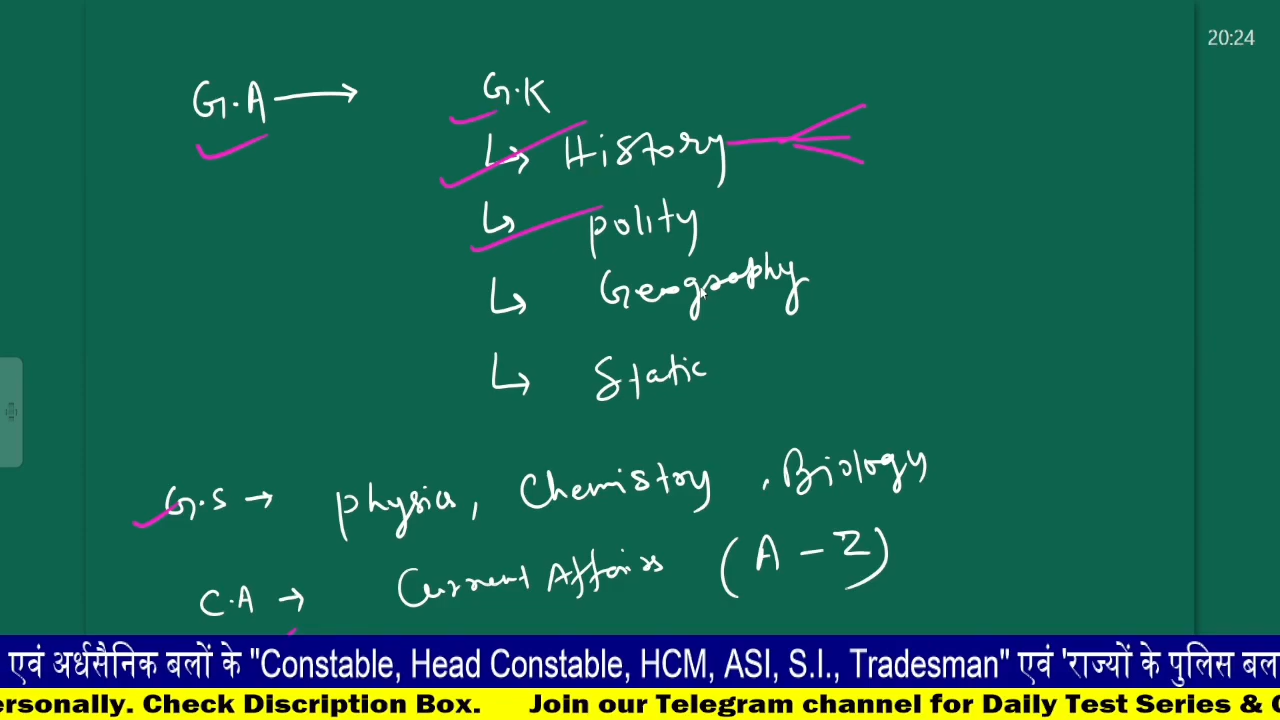 20:24
G.A → G.K
↳ History
↳ polity
↳ Geography
↳ Static
G.S → physics, Chemistry, Biology
C.A → Current Affairs (A - Z)
एवं अर्धसैनिक बलों के "Constable, Head Constable, HCM, ASI, S.I., Tradesman" एवं 'राज्यों के पुलिस बल
ersonally. Check Discription Box. Join our Telegram channel for Daily Test Series &